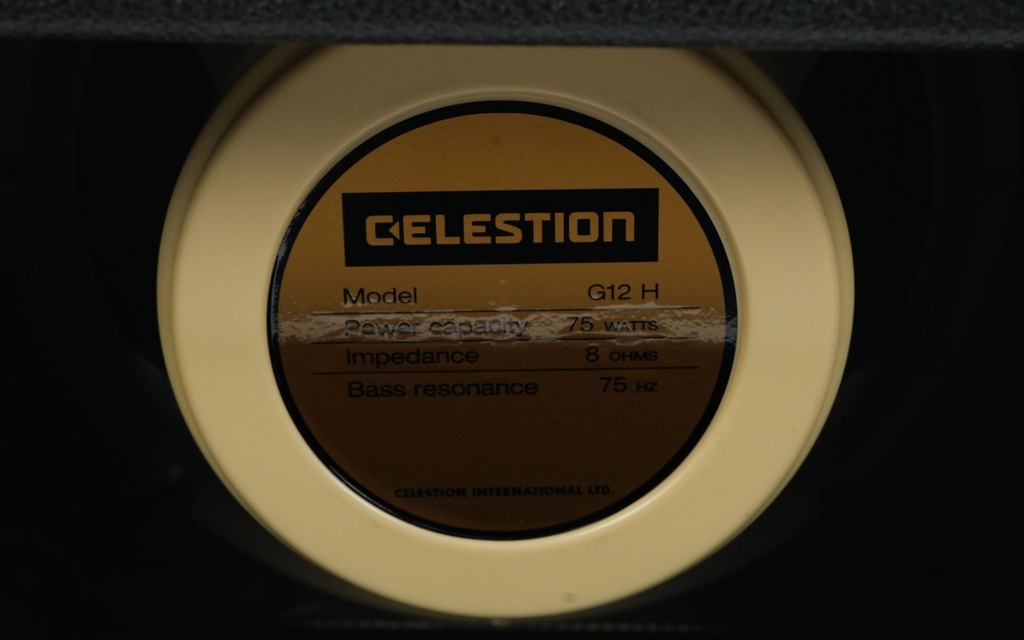 CELESTION
Model G12 H
Power capacity 75 WATTS
Impedance 8 OHMS
Bass resonance 75 HZ
CELESTION INTERNATIONAL LTD.